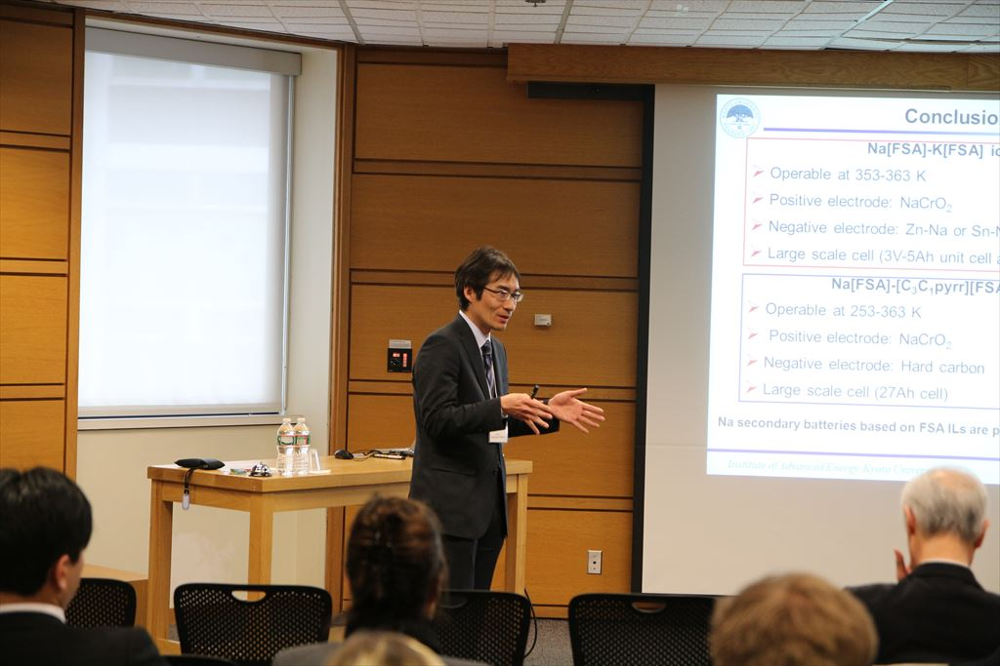 Conclusio
Na[FSA]-K[FSA] io
Operable at 353-363 K
Positive electrode: NaCrO₂
Negative electrode: Zn-Na or Sn-N
Large scale cell (3V-5Ah unit cell a
Na[FSA]-[C₃C₁pyrr][FSA
Operable at 253-363 K
Positive electrode: NaCrO₂
Negative electrode: Hard carbon
Large scale cell (27Ah cell)
Na secondary batteries based on FSA ILs are p
Institute of Advanced Energy, Kyoto Univer